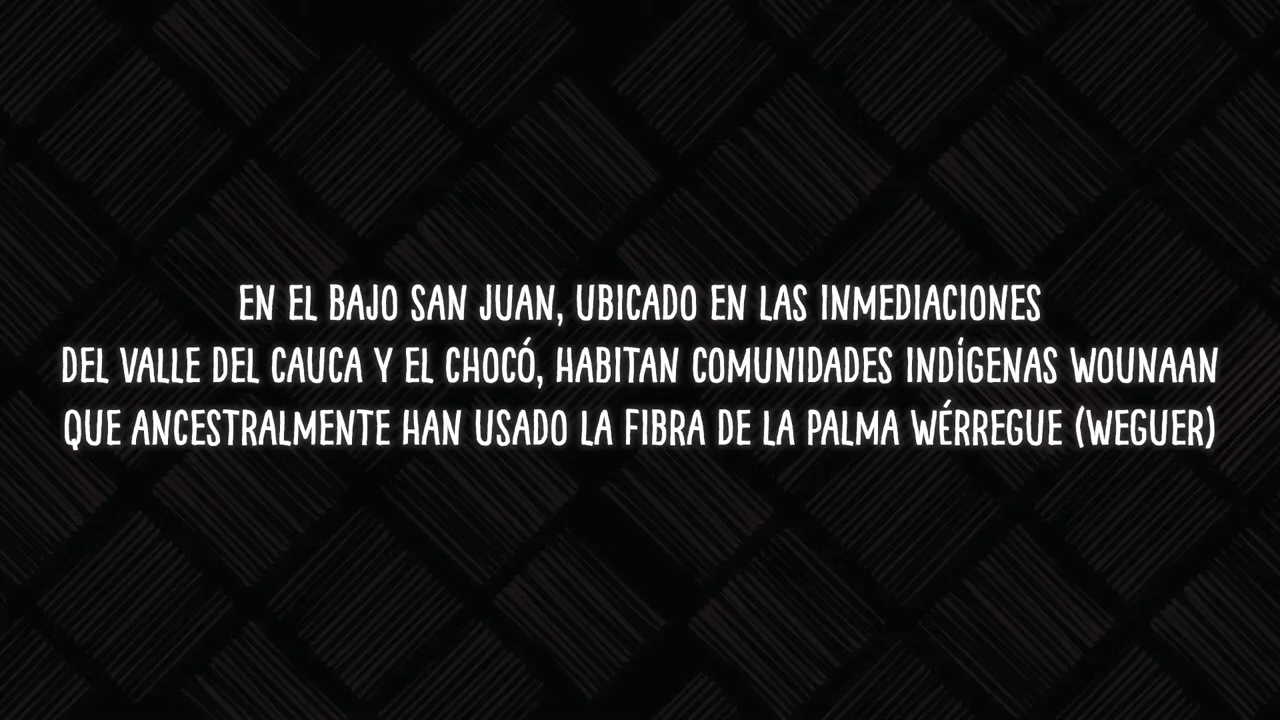 EN EL BAJO SAN JUAN, UBICADO EN LAS INMEDIACIONES
DEL VALLE DEL CAUCA Y EL CHOCÓ, HABITAN COMUNIDADES INDÍGENAS WOUNAAN
QUE ANCESTRALMENTE HAN USADO LA FIBRA DE LA PALMA WÉRREGUE (WEGUER)